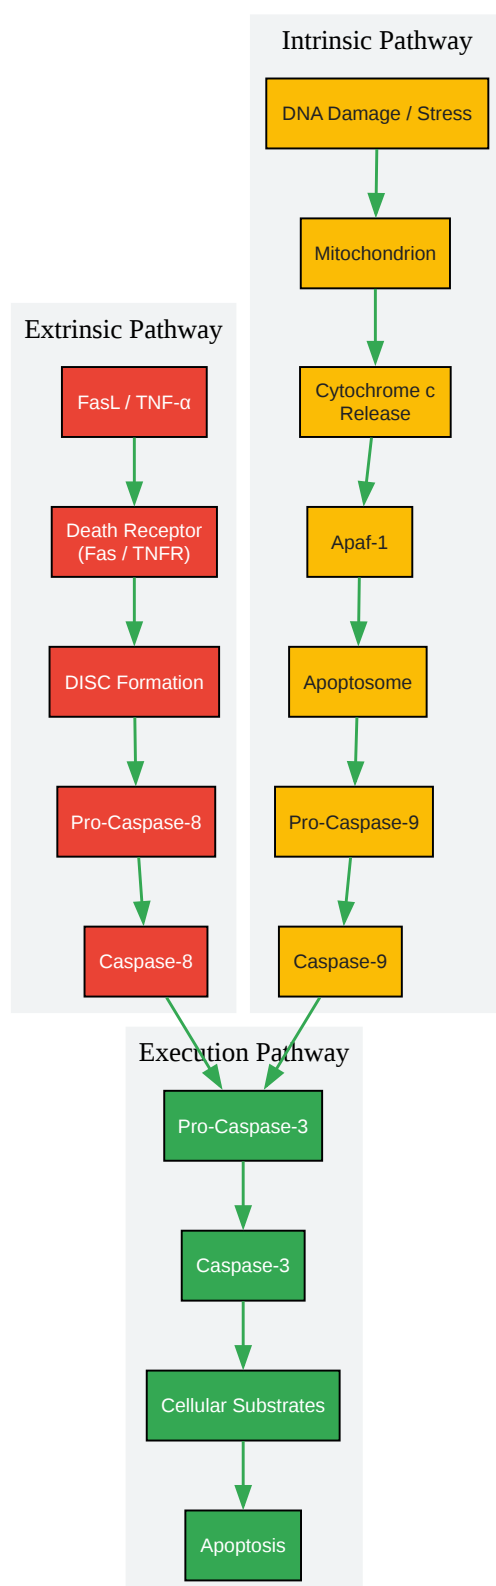 Intrinsic Pathway
DNA Damage / Stress
Mitochondrion
Cytochrome c
Release
Apaf-1
Apoptosome
Pro-Caspase-9
Caspase-9
Extrinsic Pathway
FasL / TNF-α
Death Receptor
(Fas / TNFR)
DISC Formation
Pro-Caspase-8
Caspase-8
Execution Pathway
Pro-Caspase-3
Caspase-3
Cellular Substrates
Apoptosis